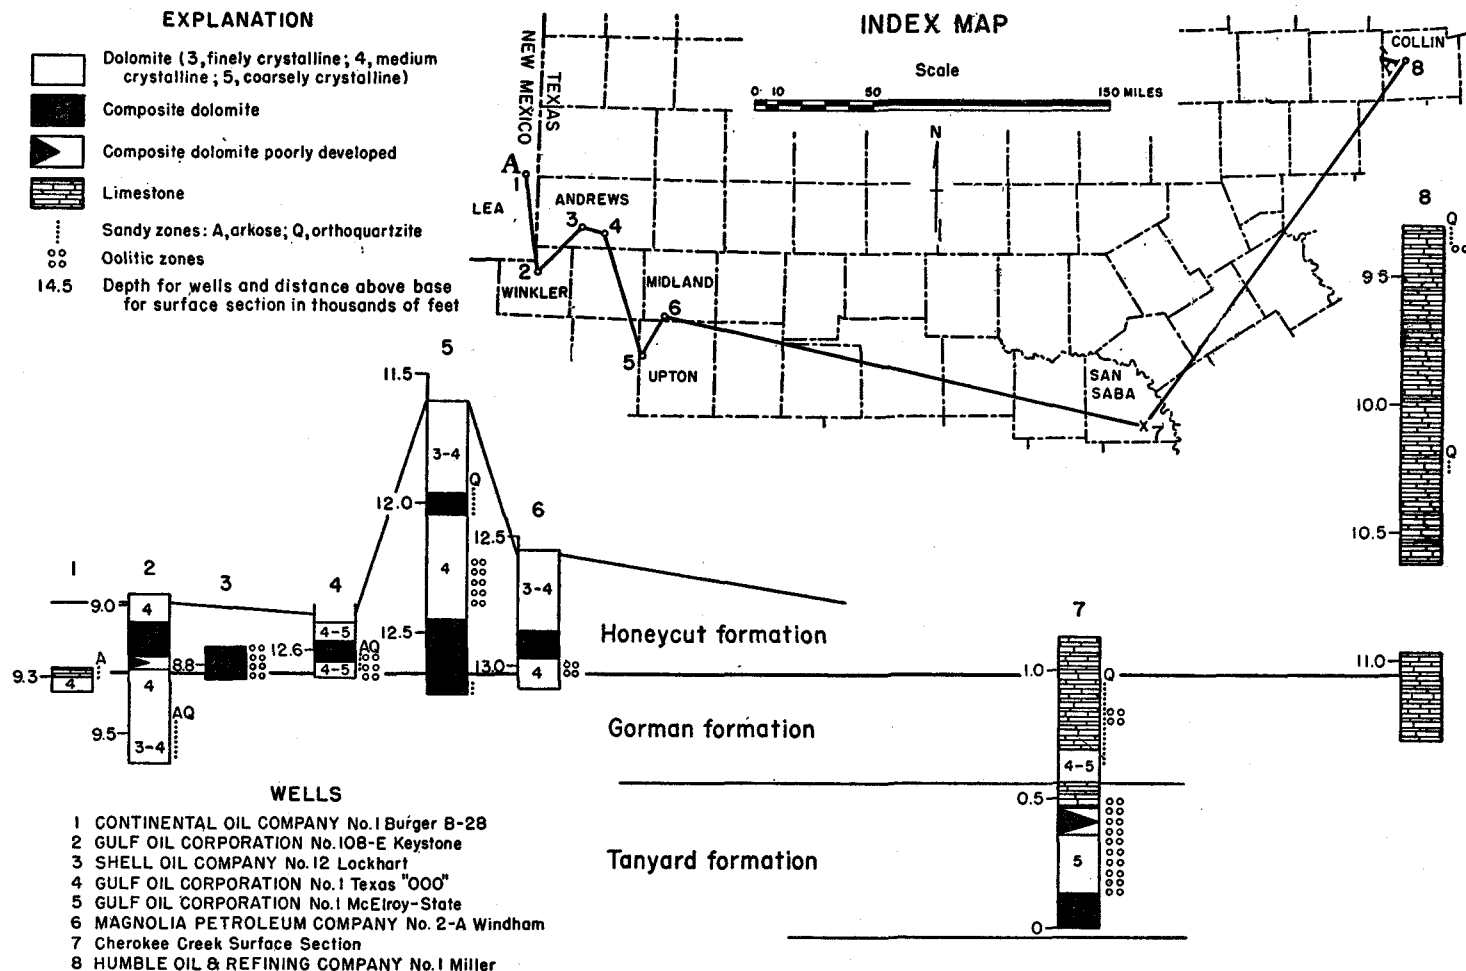 EXPLANATION
Dolomite (3, finely crystalline; 4, medium
crystalline; 5, coarsely crystalline)
Composite dolomite
Composite dolomite poorly developed
Limestone
Sandy zones: A, arkose; Q, orthoquartzite
Oolitic zones
14.5 Depth for wells and distance above base
for surface section in thousands of feet
INDEX MAP
Scale
0 10 50 150 MILES
N
NEW MEXICO
TEXAS
COLLIN
A'
8
A
1
LEA
ANDREWS
3
4
2
WINKLER
MIDLAND
6
5
UPTON
SAN
SABA
7
1
9.3
A
4
2
9.0
4
4
9.5
3-4
AQ
3
8.8
4
12.6
4-5
4-5
AQ
5
11.5
3-4
12.0
Q
4
12.5
6
12.5
3-4
13.0
4
Honeycut formation
Gorman formation
Tanyard formation
7
1.0
Q
4-5
0.5
5
0
8
Q
9.5
10.0
Q
10.5
11.0
WELLS
1 CONTINENTAL OIL COMPANY No.1 Burger B-28
2 GULF OIL CORPORATION No.108-E Keystone
3 SHELL OIL COMPANY No.12 Lockhart
4 GULF OIL CORPORATION No.1 Texas "000"
5 GULF OIL CORPORATION No.1 McElroy-State
6 MAGNOLIA PETROLEUM COMPANY No. 2-A Windham
7 Cherokee Creek Surface Section
8 HUMBLE OIL & REFINING COMPANY No.1 Miller